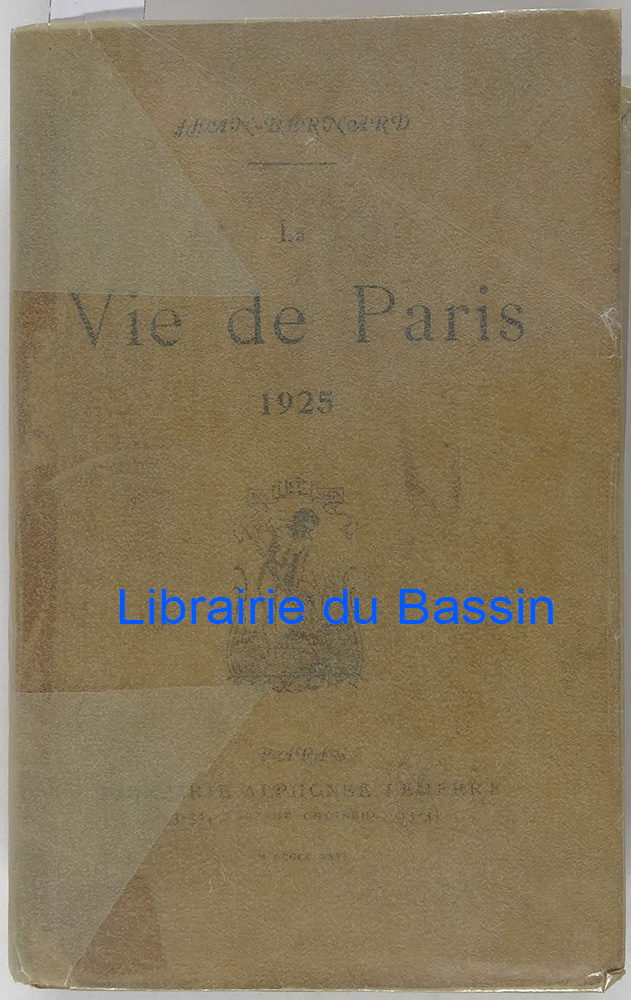 JEAN-BERNARD
La
Vie de Paris
1925
Librairie du Bassin
PARIS
ALPHONSE LEMERRE